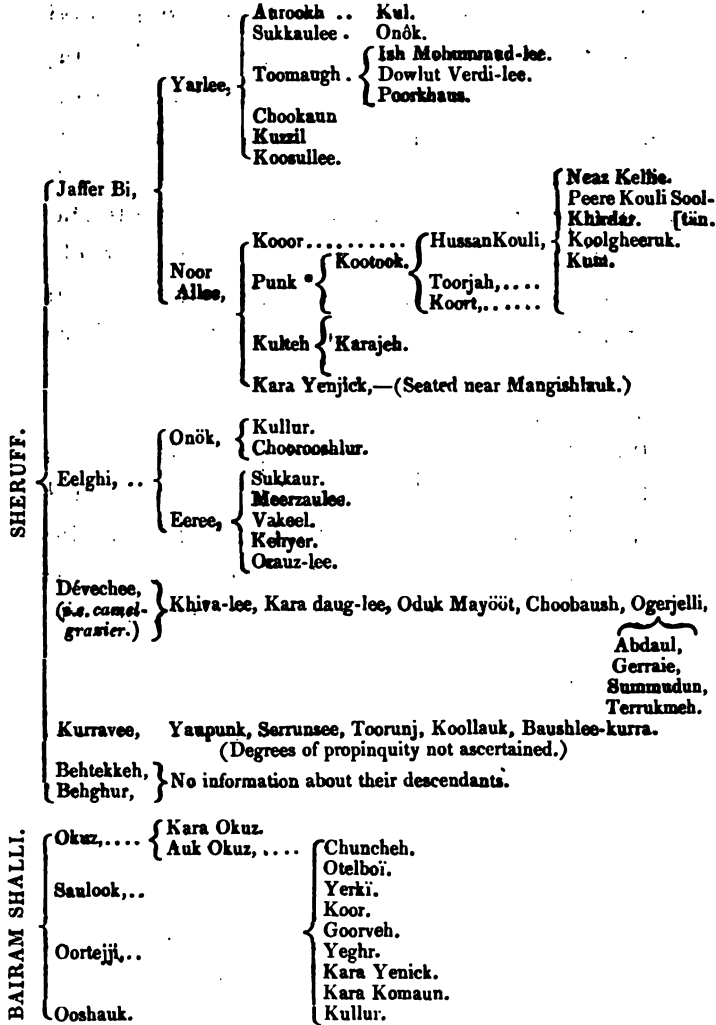 Aurookh .. Kul.
Sukkaulee . Onôk.
Ish Mohummud-lee.
Yarlee, Toomaugh . Dowlut Verdi-lee.
Poorkhaus.
Chookaun
Kuzzil
Koosullee.
Jaffer Bi,
Neaz Kellie.
Peere Kouli Sool-
Khirdar. [tän.
Kooor.......... HussanKouli, Koolgheeruk.
Kootook. Kum.
Noor
Allee, Punk • Toorjah,....
Koort,......
Kulteh Karajeh.
Kara Yenjick,—(Seated near Mangishlauk.)
SHERUFF.
Onök, Kullur.
Choorooshlur.
Eelghi, .. Sukkaur.
Meerzaulee.
Eeree, Vakeel.
Kehyer.
Ozauz-lee.
Dévechee,
(i.e. camel- Khiva-lee, Kara daug-lee, Oduk Mayööt, Choobaush, Ogerjelli,
grazier.)
Abdaul,
Gerraie,
Summudun,
Terrukmeh.
Kurravee, Yaupunk, Serrunsee, Toorunj, Koollauk, Baushlee-kurra.
(Degrees of propinquity not ascertained.)
Behtekkeh,
Behghur, No information about their descendants.
BAIRAM SHALLI.
Okuz,.... Kara Okuz.
Auk Okuz, .... Chuncheh.
Otelboï.
Saulook,.. Yerkï.
Koor.
Goorveh.
Oortejji,.. Yeghr.
Kara Yenick.
Kara Komaun.
Ooshauk. Kullur.